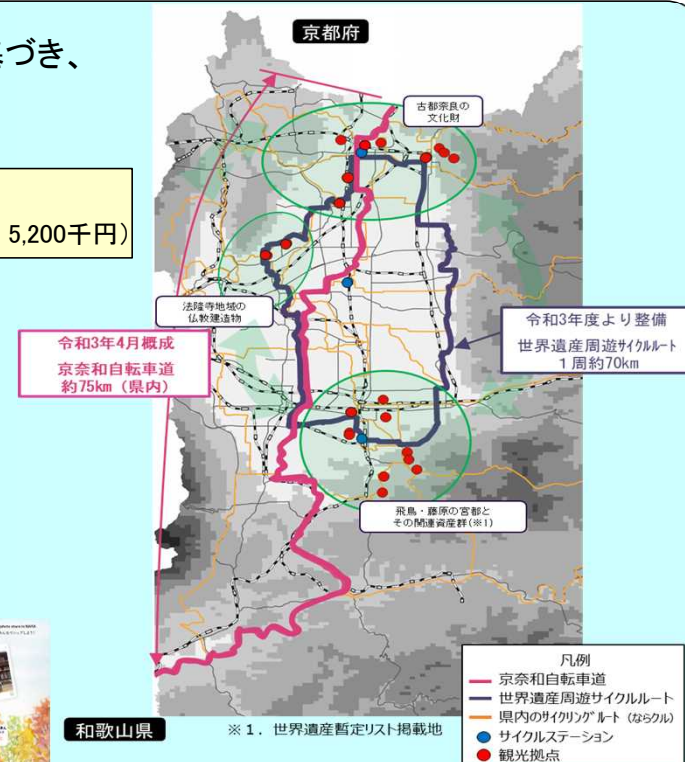 づき、
5,200千円)
京都府
古都奈良の
文化財
法隆寺地域の
仏教建造物
令和3年4月概成
京奈和自転車道
約75km（県内）
令和3年度より整備
世界遺産周遊サイクルルート
1周約70km
飛鳥・藤原の宮都と
その関連資産群(※1)
和歌山県
※1．世界遺産暫定リスト掲載地
凡例
京奈和自転車道
世界遺産周遊サイクルルート
県内のサイクリングルート（ならクル）
サイクルステーション
観光拠点